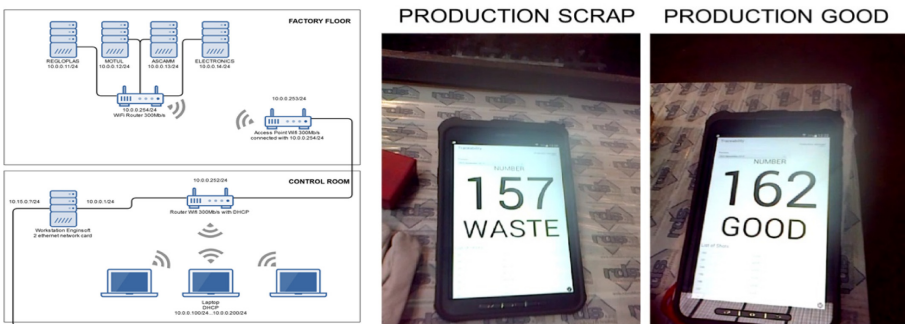 FACTORY FLOOR
REGLOPLAS
10.0.0.11/24
MOTUL
10.0.0.12/24
ASCAMM
10.0.0.13/24
ELECTRONICS
10.0.0.14/24
10.0.0.254/24
WiFi Router 300Mb/s
10.0.0.253/24
Access Point Wifi 300Mb/s
connected with 10.0.0.254/24
CONTROL ROOM
10.15.0.7/24
10.0.0.1/24
Workstation Enginsoft
2 ethernet network card
10.0.0.252/24
Router Wifi 300Mb/s with DHCP
Laptop
DHCP
10.0.0.100/24...10.0.0.200/24
PRODUCTION SCRAP
NUMBER
157
WASTE
PRODUCTION GOOD
NUMBER
162
GOOD
List of Shots